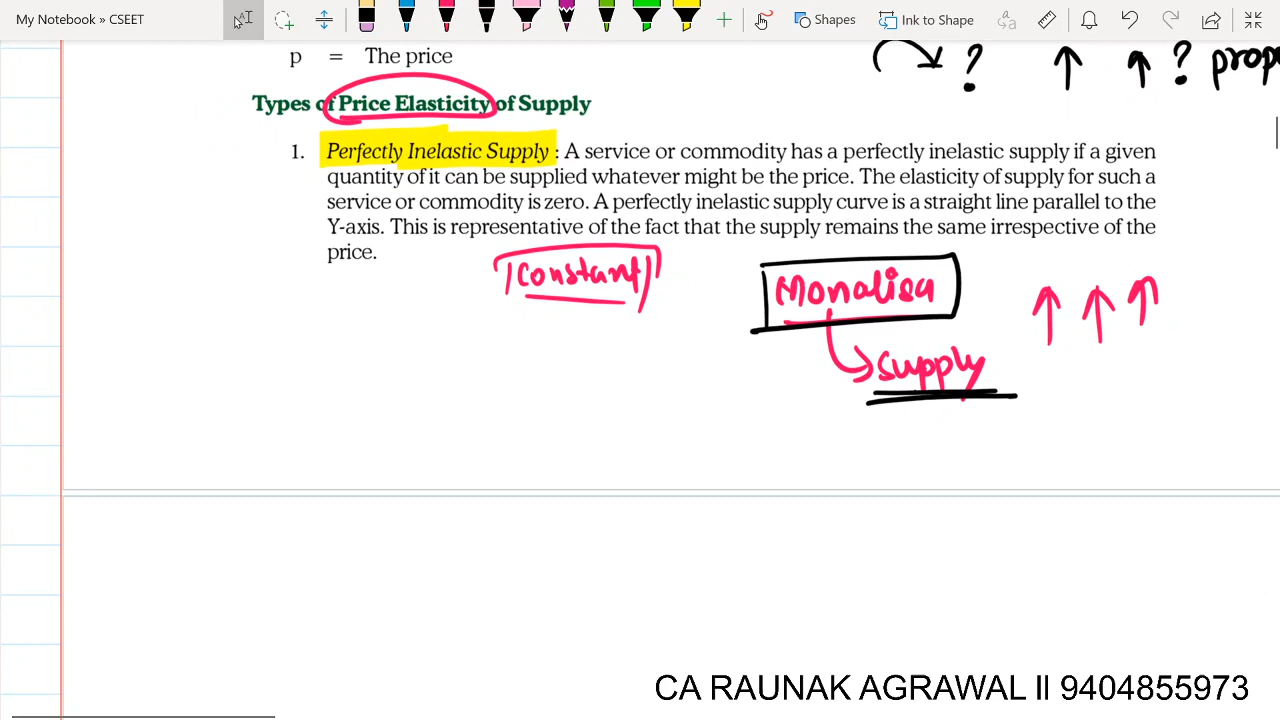 My Notebook » CSEET
Shapes
Ink to Shape
p = The price
? ? prope
Types of Price Elasticity of Supply
1. Perfectly Inelastic Supply : A service or commodity has a perfectly inelastic supply if a given
quantity of it can be supplied whatever might be the price. The elasticity of supply for such a
service or commodity is zero. A perfectly inelastic supply curve is a straight line parallel to the
Y-axis. This is representative of the fact that the supply remains the same irrespective of the
price.
Constant
Monalisa
Supply
CA RAUNAK AGRAWAL II 9404855973